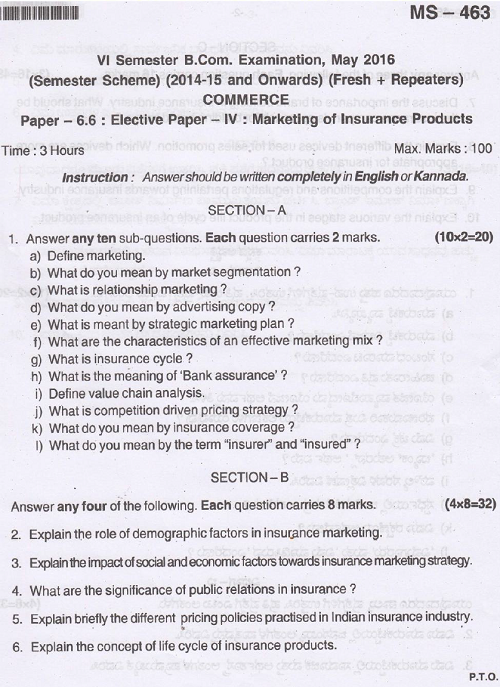 MS – 463
VI Semester B.Com. Examination, May 2016
(Semester Scheme) (2014-15 and Onwards) (Fresh + Repeaters)
COMMERCE
Paper – 6.6 : Elective Paper – IV : Marketing of Insurance Products
Time : 3 Hours Max. Marks : 100
Instruction : Answer should be written completely in English or Kannada.
SECTION – A
1. Answer any ten sub-questions. Each question carries 2 marks. (10×2=20)
a) Define marketing.
b) What do you mean by market segmentation ?
c) What is relationship marketing ?
d) What do you mean by advertising copy ?
e) What is meant by strategic marketing plan ?
f) What are the characteristics of an effective marketing mix ?
g) What is insurance cycle ?
h) What is the meaning of 'Bank assurance' ?
i) Define value chain analysis.
j) What is competition driven pricing strategy ?
k) What do you mean by insurance coverage ?
l) What do you mean by the term “insurer” and “insured” ?
SECTION – B
Answer any four of the following. Each question carries 8 marks. (4×8=32)
2. Explain the role of demographic factors in insurance marketing.
3. Explain the impact of social and economic factors towards insurance marketing strategy.
4. What are the significance of public relations in insurance ?
5. Explain briefly the different pricing policies practised in Indian insurance industry.
6. Explain the concept of life cycle of insurance products.
P.T.O.